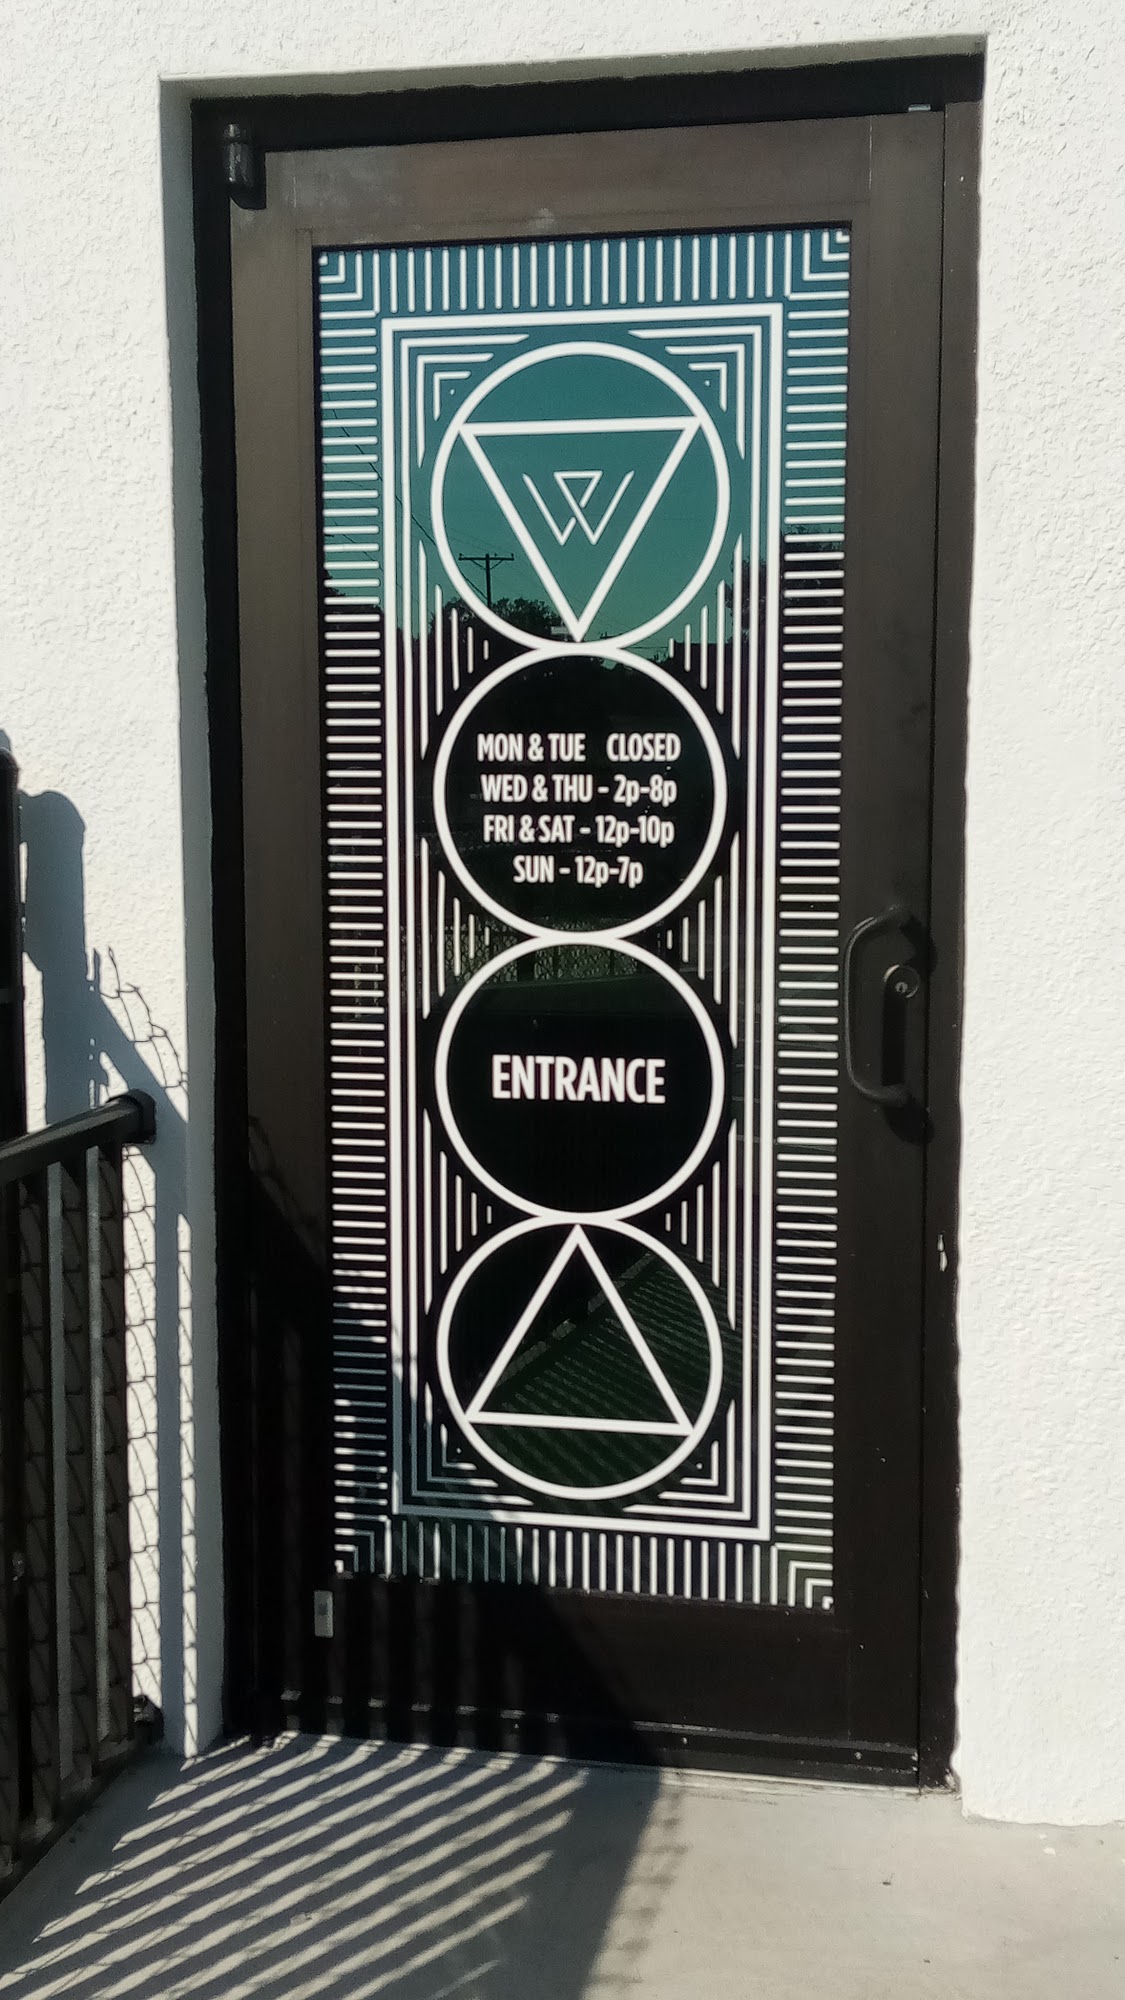 W
MON & TUE CLOSED
WED & THU - 2p-8p
FRI & SAT - 12p-10p
SUN - 12p-7p
ENTRANCE